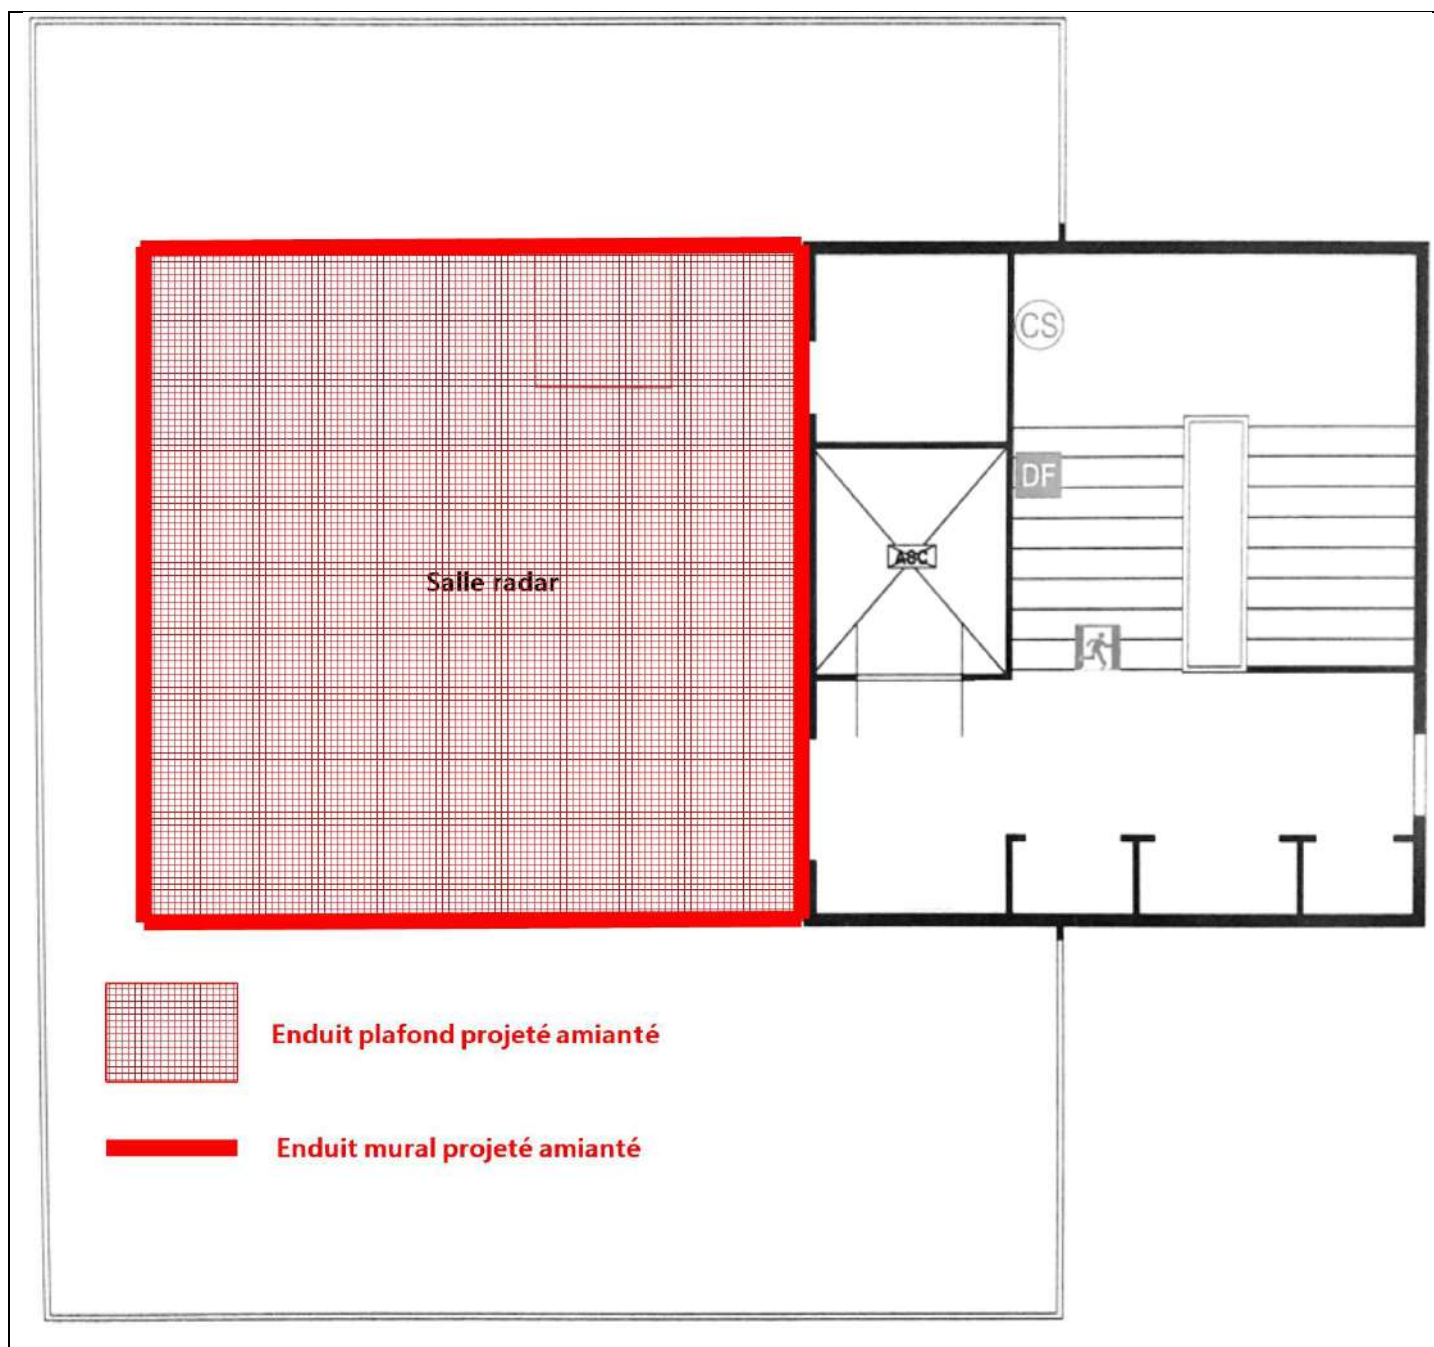 CS
DF
ASC
Salle radar
Enduit plafond projeté amianté
Enduit mural projeté amianté